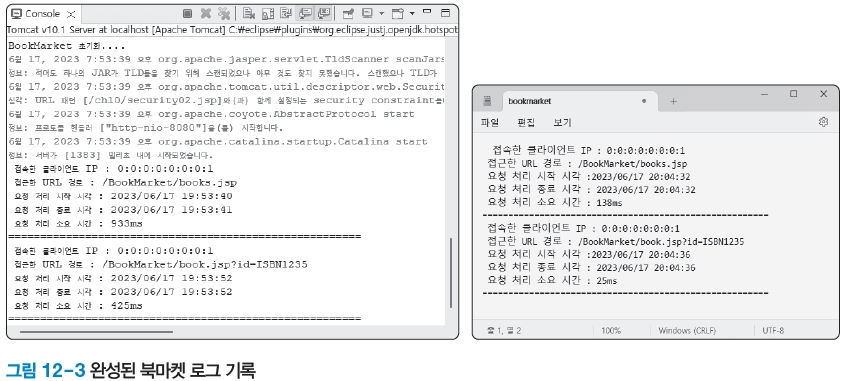 Console
Tomcat v10.1 Server at localhost [Apache Tomcat] C:₩eclipse₩plugins₩org.eclipse.justj.openjdk.hotspot
BookMarket 초기화....
6월 17, 2023 7:53:39 오후 org.apache.jasper.servlet.TldScanner scanJars
정보: 적어도 하나의 JAR가 TLD들을 찾기 위해 스캔되었으나 아무 것도 찾지 못했습니다. 스캔했으나 TLD가
6월 17, 2023 7:53:39 오후 org.apache.tomcat.util.descriptor.web.Securit
심각: URL 패턴 [/ch10/security02.jsp]와(과) 함께 설정되는 security constraint들
6월 17, 2023 7:53:39 오후 org.apache.coyote.AbstractProtocol start
정보: 프로토콜 핸들러 ["http-nio-8080"]을(를) 시작합니다.
6월 17, 2023 7:53:39 오후 org.apache.catalina.startup.Catalina start
정보: 서버가 [1383] 밀리초 내에 시작되었습니다.
접속한 클라이언트 IP : 0:0:0:0:0:0:0:1
접근한 URL 경로 : /BookMarket/books.jsp
요청 처리 시작 시각 : 2023/06/17 19:53:40
요청 처리 종료 시각 : 2023/06/17 19:53:41
요청 처리 소요 시간 : 933ms
======================================================
접속한 클라이언트 IP : 0:0:0:0:0:0:0:1
접근한 URL 경로 : /BookMarket/book.jsp?id=ISBN1235
요청 처리 시작 시각 : 2023/06/17 19:53:52
요청 처리 종료 시각 : 2023/06/17 19:53:52
요청 처리 소요 시간 : 425ms
======================================================
bookmarket
파일 편집 보기
접속한 클라이언트 IP : 0:0:0:0:0:0:0:1
접근한 URL 경로 : /BookMarket/books.jsp
요청 처리 시작 시각 :2023/06/17 20:04:32
요청 처리 종료 시각 : 2023/06/17 20:04:32
요청 처리 소요 시간 : 138ms
------------------------------------------------------
접속한 클라이언트 IP : 0:0:0:0:0:0:0:1
접근한 URL 경로 : /BookMarket/book.jsp?id=ISBN1235
요청 처리 시작 시각 :2023/06/17 20:04:36
요청 처리 종료 시각 : 2023/06/17 20:04:36
요청 처리 소요 시간 : 25ms
------------------------------------------------------
줄 1, 열 2 100% Windows (CRLF) UTF-8
그림 12-3 완성된 북마켓 로그 기록